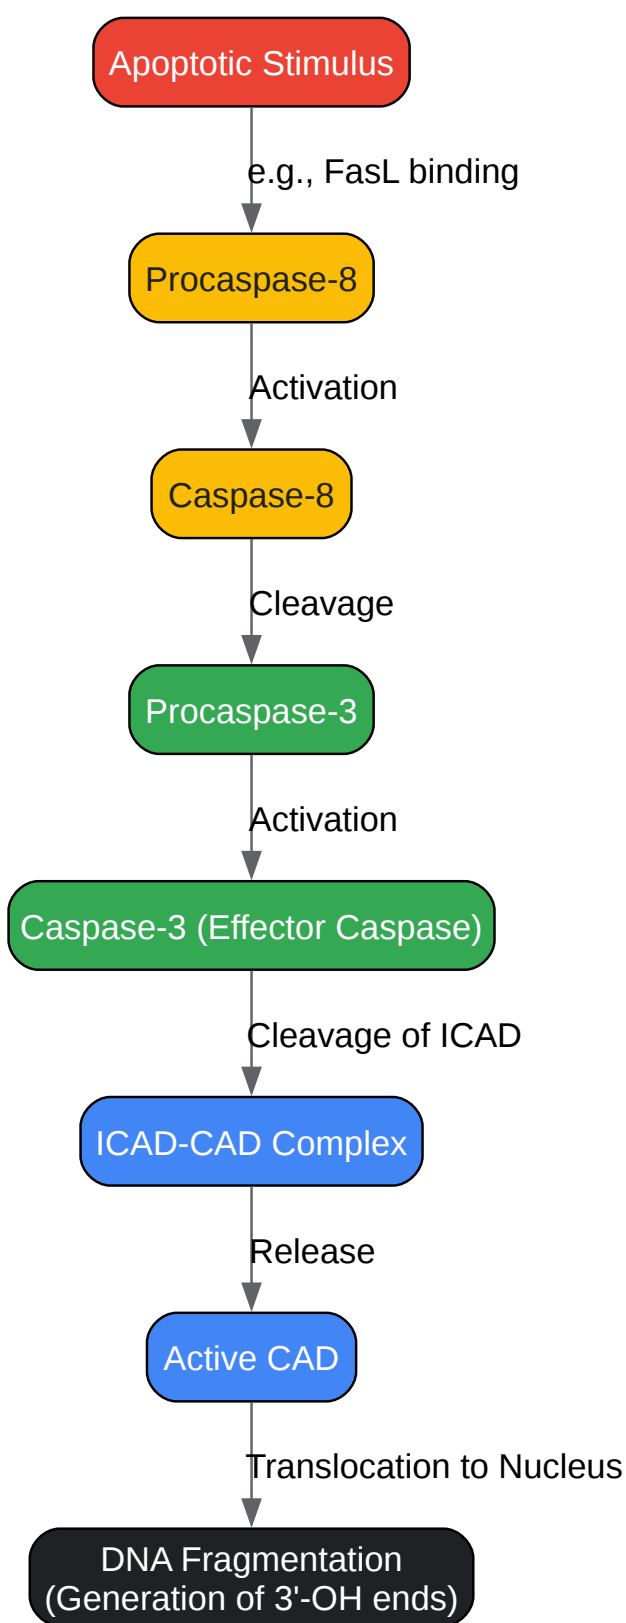 Apoptotic Stimulus
e.g., FasL binding
Procaspase-8
Activation
Caspase-8
Cleavage
Procaspase-3
Activation
Caspase-3 (Effector Caspase)
Cleavage of ICAD
ICAD-CAD Complex
Release
Active CAD
Translocation to Nucleus
DNA Fragmentation
(Generation of 3'-OH ends)